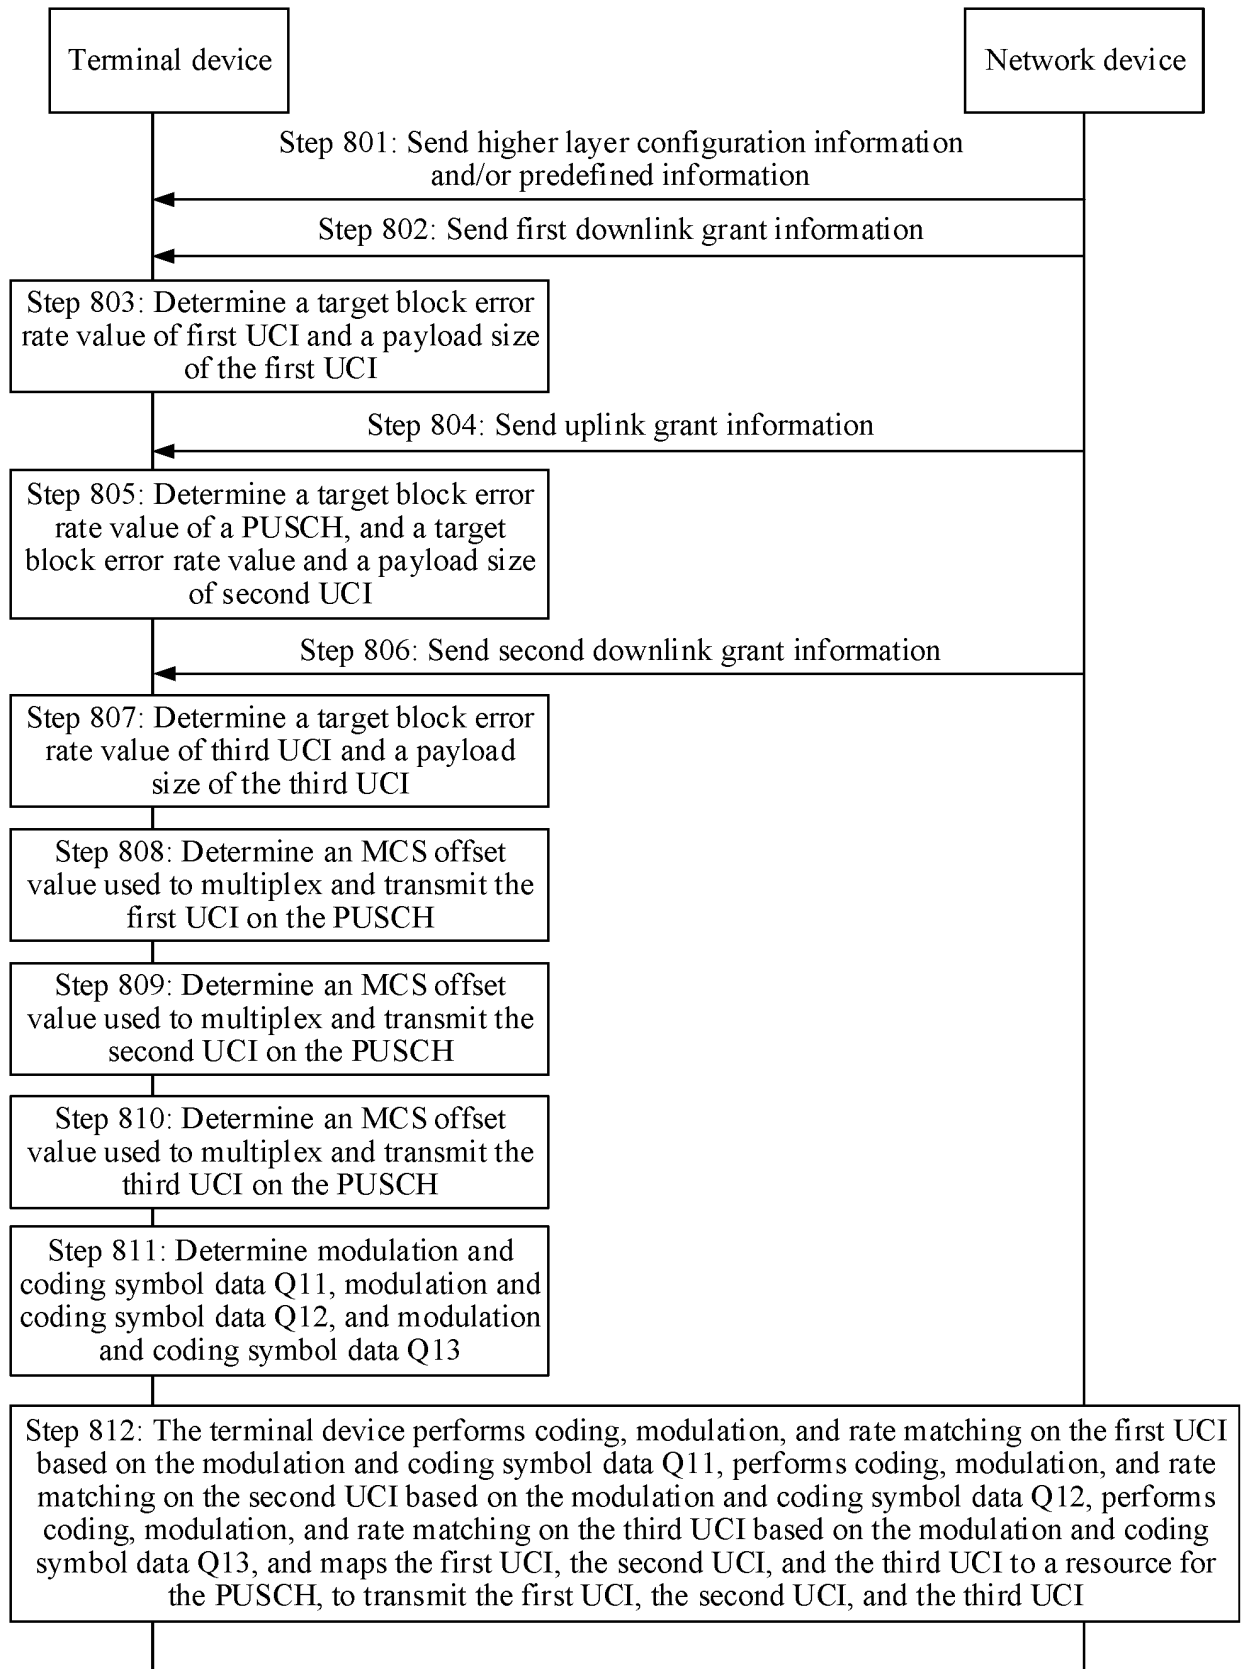 Terminal device
Network device
Step 801: Send higher layer configuration information
and/or predefined information
Step 802: Send first downlink grant information
Step 803: Determine a target block error
rate value of first UCI and a payload size
of the first UCI
Step 804: Send uplink grant information
Step 805: Determine a target block error
rate value of a PUSCH, and a target
block error rate value and a payload size
of second UCI
Step 806: Send second downlink grant information
Step 807: Determine a target block error
rate value of third UCI and a payload
size of the third UCI
Step 808: Determine an MCS offset
value used to multiplex and transmit the
first UCI on the PUSCH
Step 809: Determine an MCS offset
value used to multiplex and transmit the
second UCI on the PUSCH
Step 810: Determine an MCS offset
value used to multiplex and transmit the
third UCI on the PUSCH
Step 811: Determine modulation and
coding symbol data Q11, modulation and
coding symbol data Q12, and modulation
and coding symbol data Q13
Step 812: The terminal device performs coding, modulation, and rate matching on the first UCI
based on the modulation and coding symbol data Q11, performs coding, modulation, and rate
matching on the second UCI based on the modulation and coding symbol data Q12, performs
coding, modulation, and rate matching on the third UCI based on the modulation and coding
symbol data Q13, and maps the first UCI, the second UCI, and the third UCI to a resource for
the PUSCH, to transmit the first UCI, the second UCI, and the third UCI